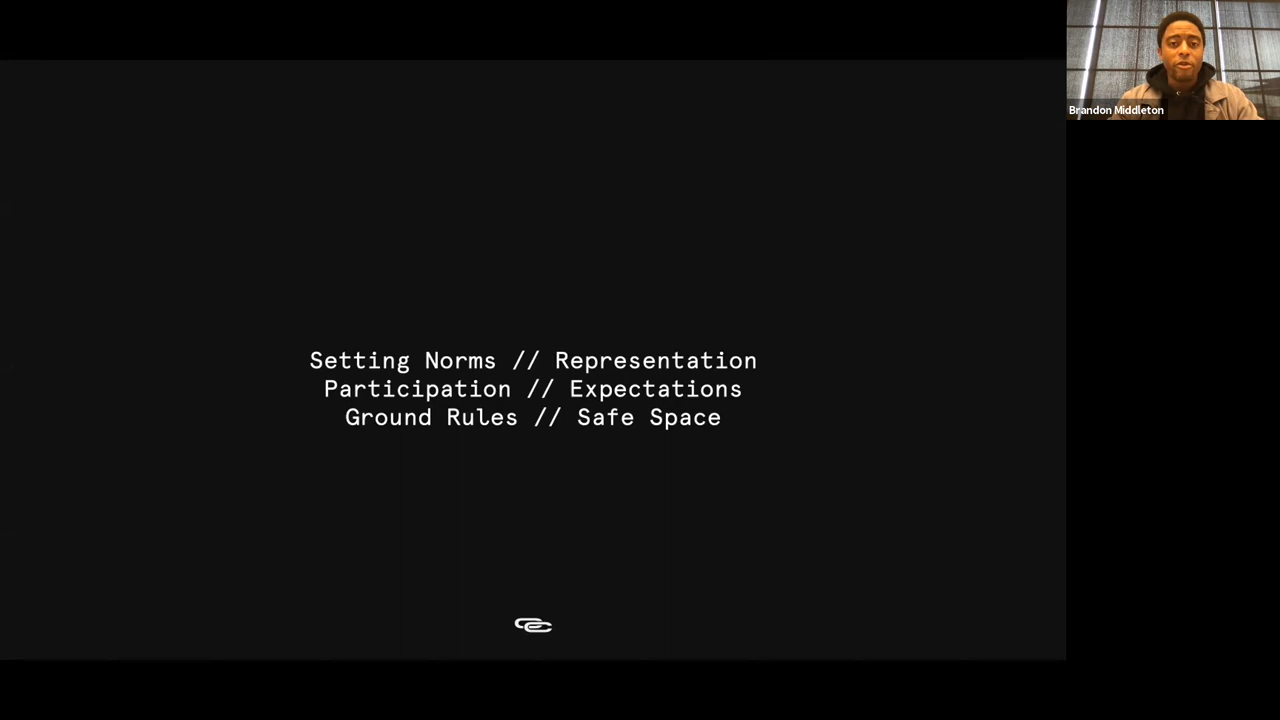 Setting Norms // Representation
Participation // Expectations
Ground Rules // Safe Space
Brandon Middleton